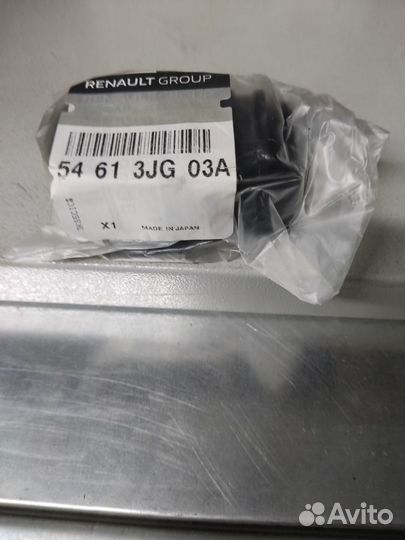 RENAULT GROUP
54 61 3JG 03A
X1
MADE IN JAPAN
Avito